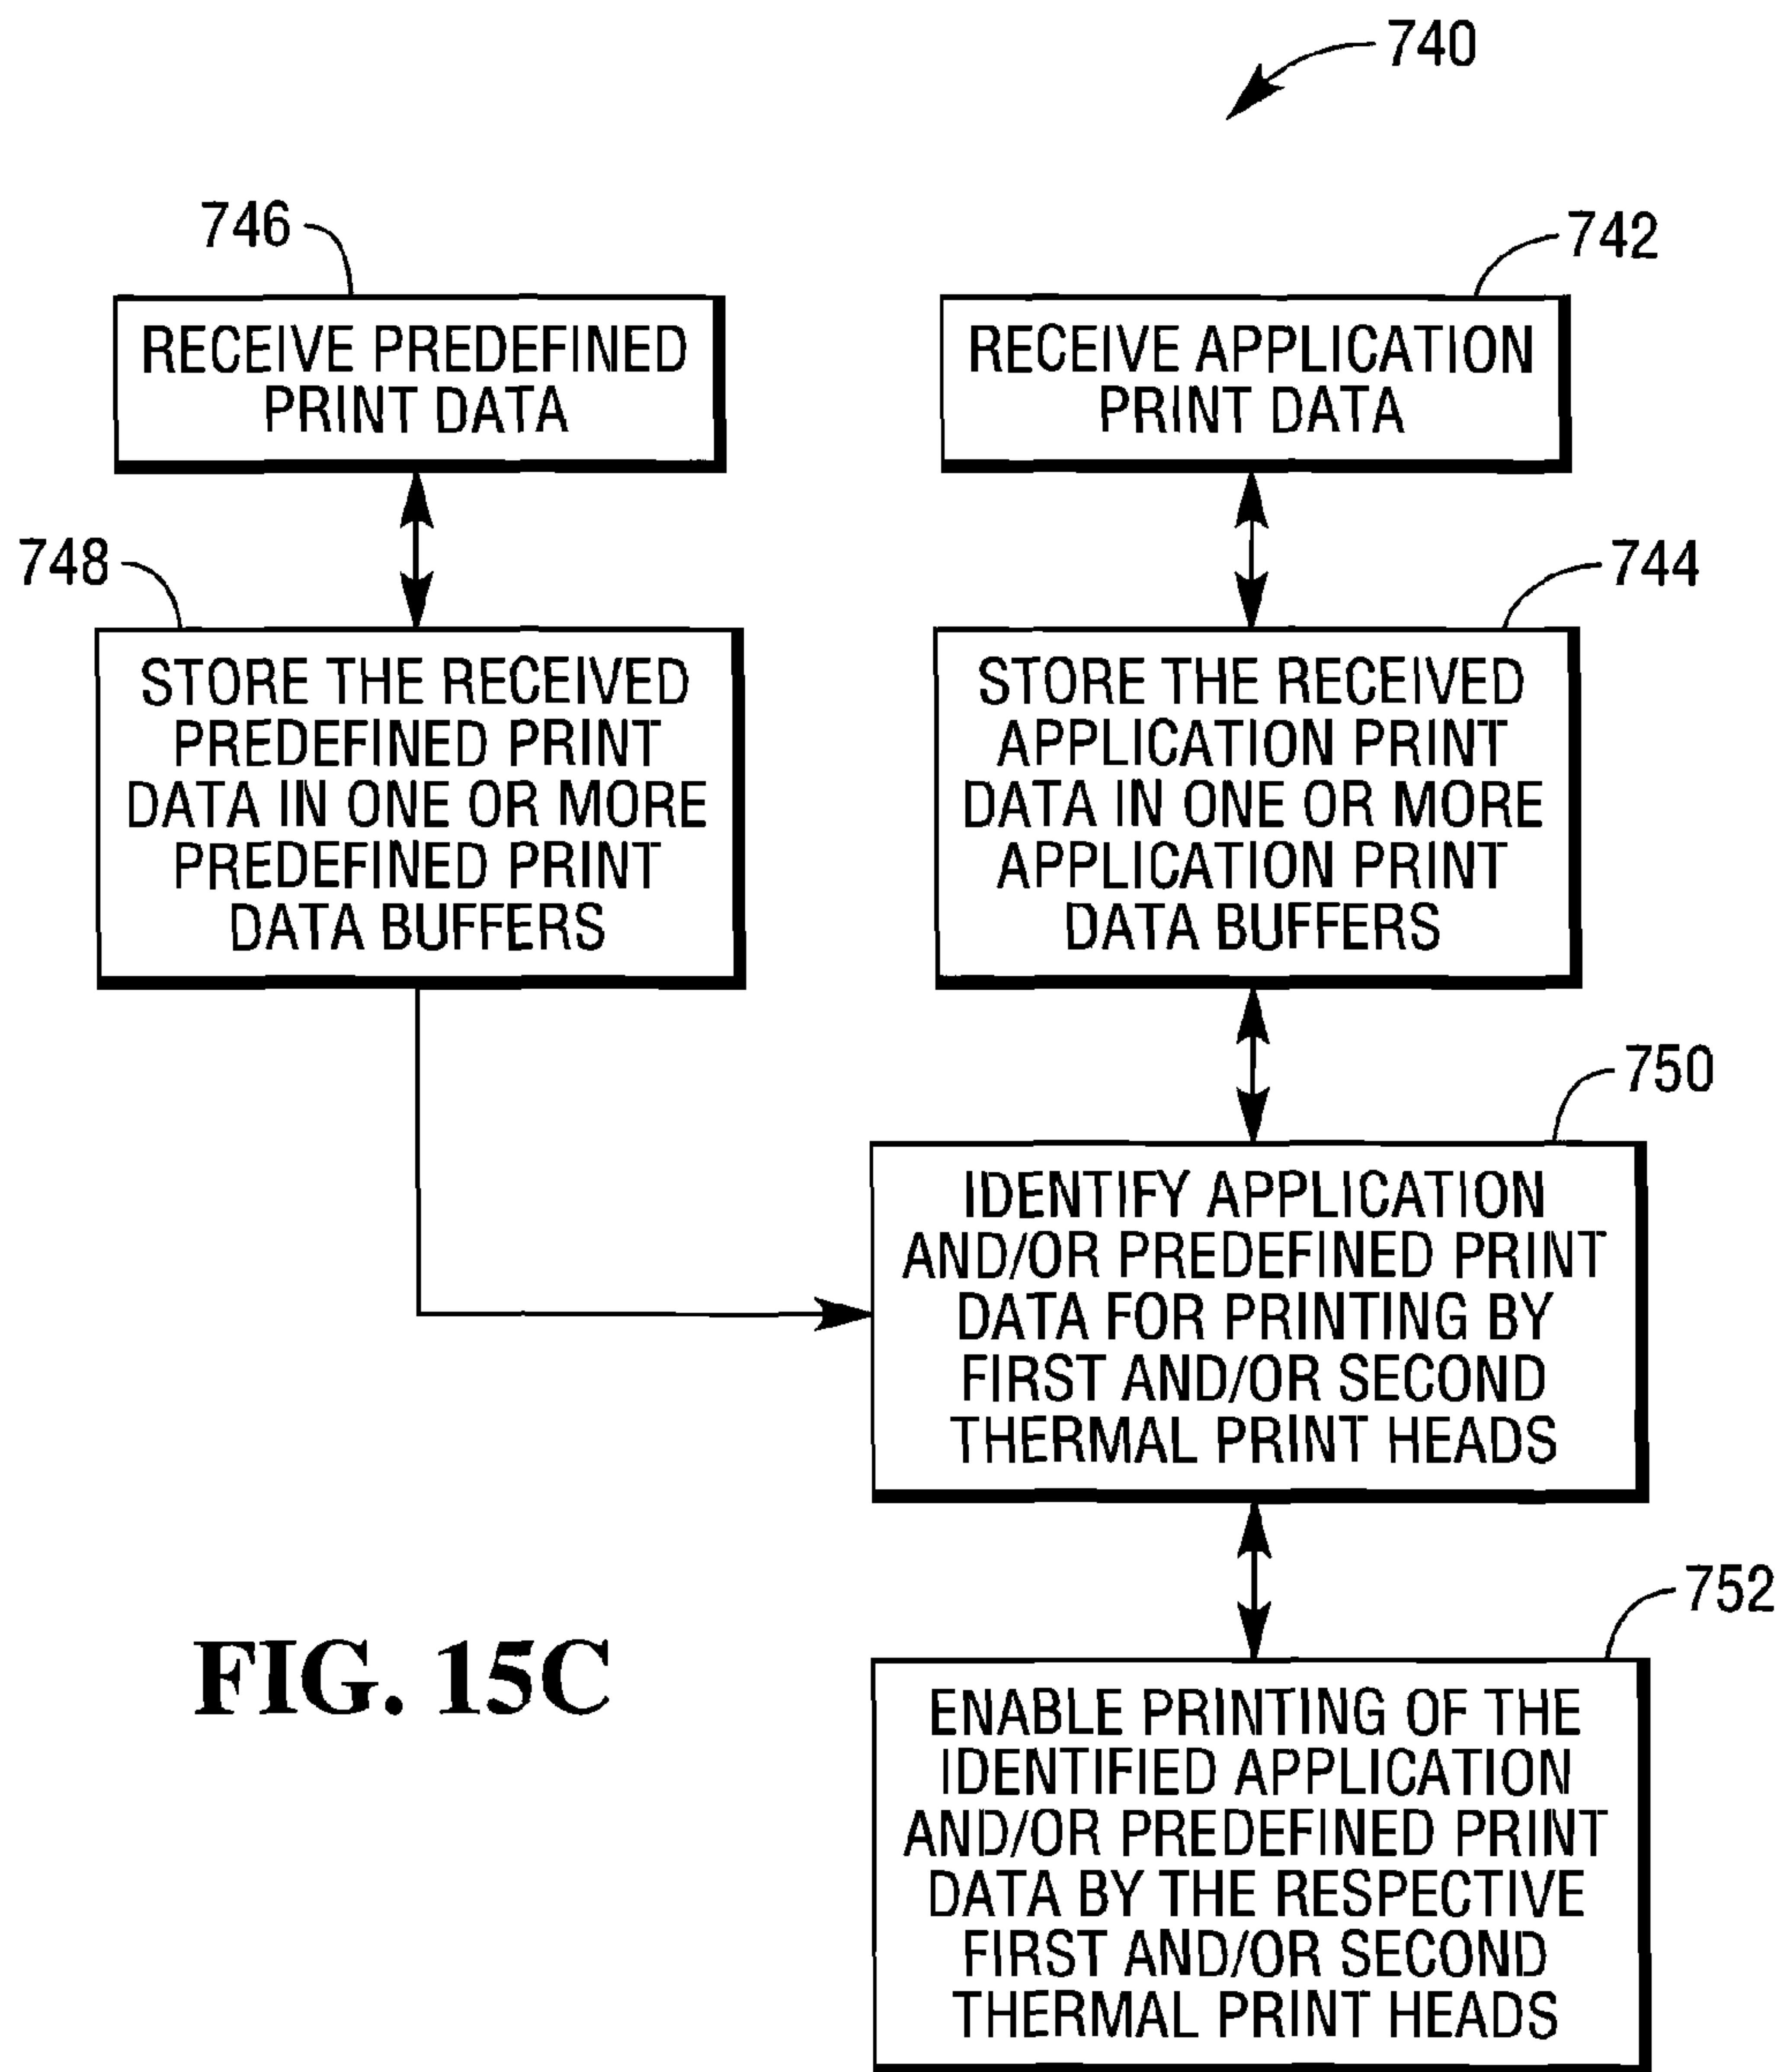 740
746
742
RECEIVE PREDEFINED
PRINT DATA
RECEIVE APPLICATION
PRINT DATA
748
744
STORE THE RECEIVED
PREDEFINED PRINT
DATA IN ONE OR MORE
PREDEFINED PRINT
DATA BUFFERS
STORE THE RECEIVED
APPLICATION PRINT
DATA IN ONE OR MORE
APPLICATION PRINT
DATA BUFFERS
750
IDENTIFY APPLICATION
AND/OR PREDEFINED PRINT
DATA FOR PRINTING BY
FIRST AND/OR SECOND
THERMAL PRINT HEADS
752
ENABLE PRINTING OF THE
IDENTIFIED APPLICATION
AND/OR PREDEFINED PRINT
DATA BY THE RESPECTIVE
FIRST AND/OR SECOND
THERMAL PRINT HEADS
FIG. 15C